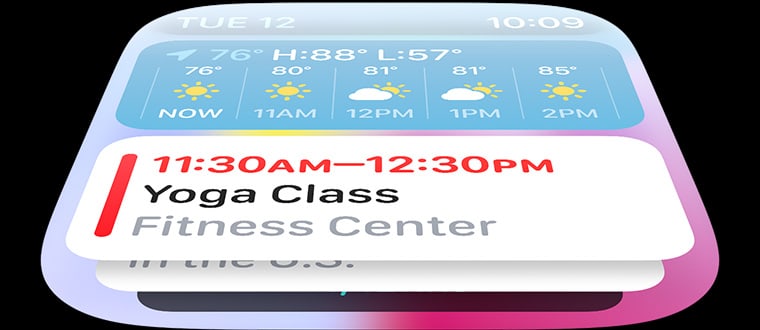 TUE 12 10:09
76° H:88° L:57°
76° 80° 81° 81° 85°
NOW 11AM 12PM 1PM 2PM
11:30AM–12:30PM
Yoga Class
Fitness Center
in the U.S.